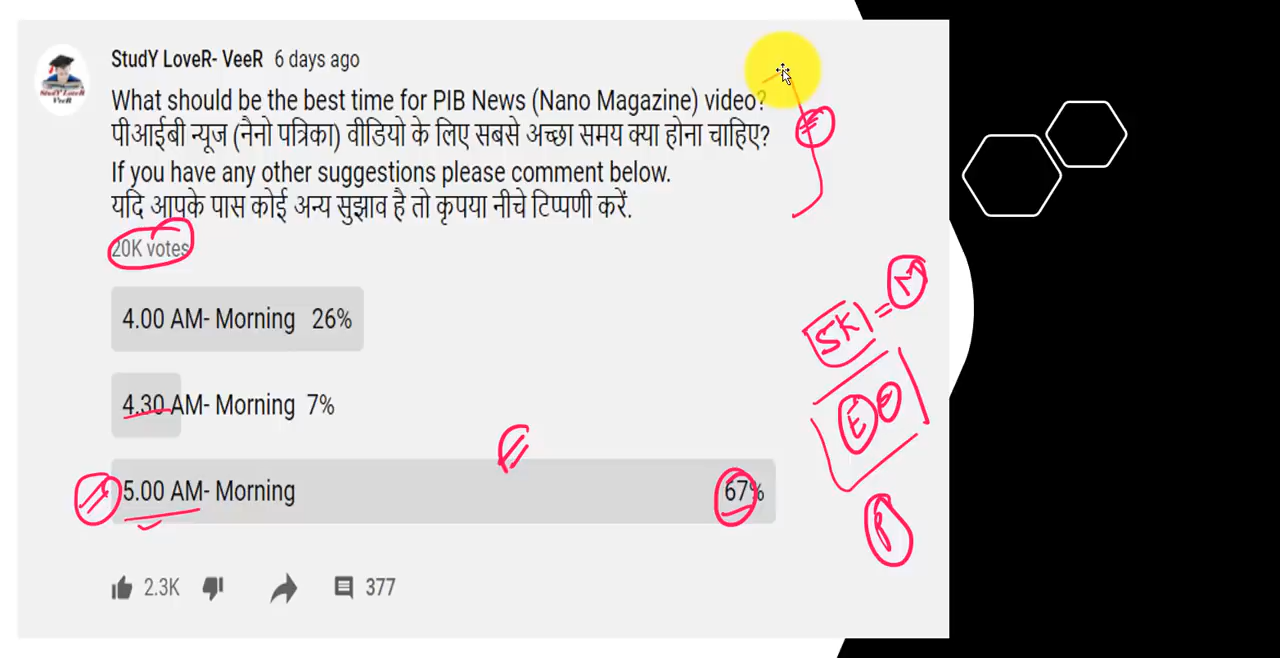 StudY LoveR- VeeR 6 days ago
What should be the best time for PIB News (Nano Magazine) video?
पीआईबी न्यूज (नैनो पत्रिका) वीडियो के लिए सबसे अच्छा समय क्या होना चाहिए?
If you have any other suggestions please comment below.
यदि आपके पास कोई अन्य सुझाव है तो कृपया नीचे टिप्पणी करें.
20K votes
4.00 AM- Morning 26%
4.30 AM- Morning 7%
5.00 AM- Morning 67%
2.3K 377
5K =
E